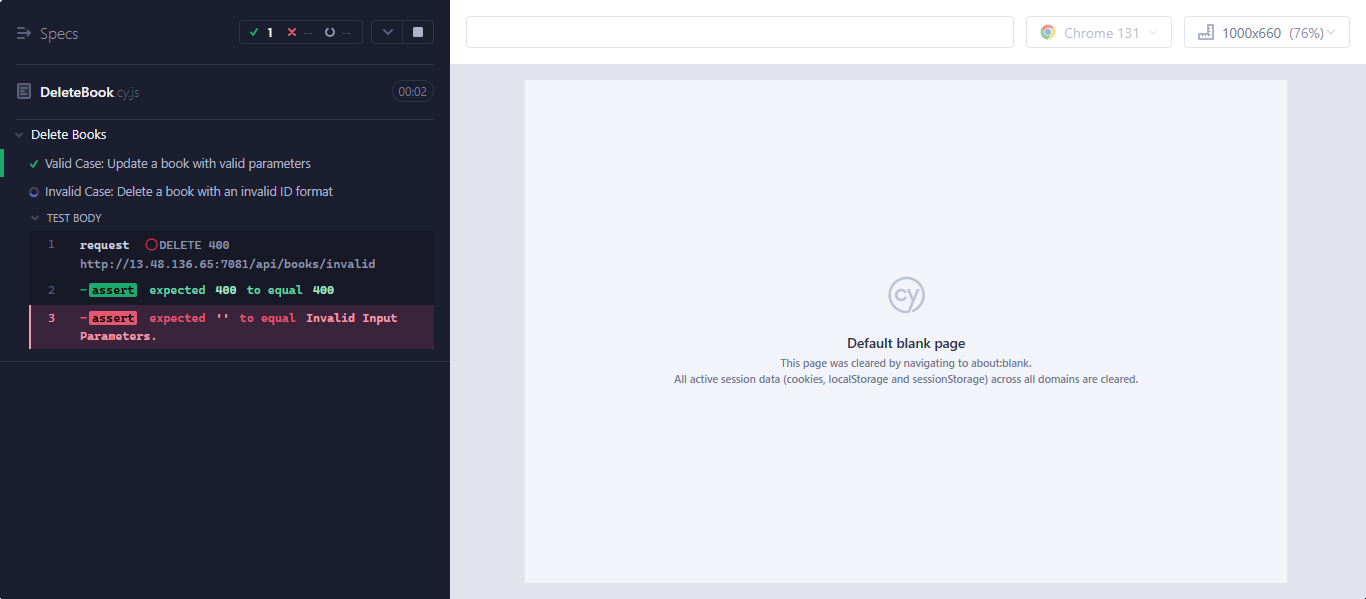 Specs
1 -- --
DeleteBook.cy.js
00:02
Delete Books
Valid Case: Update a book with valid parameters
Invalid Case: Delete a book with an invalid ID format
TEST BODY
1 request DELETE 400
http://13.48.136.65:7081/api/books/invalid
2 -assert expected 400 to equal 400
3 -assert expected '' to equal Invalid Input
Parameters.
Chrome 131
1000x660 (76%)
cy
Default blank page
This page was cleared by navigating to about:blank.
All active session data (cookies, localStorage and sessionStorage) across all domains are cleared.